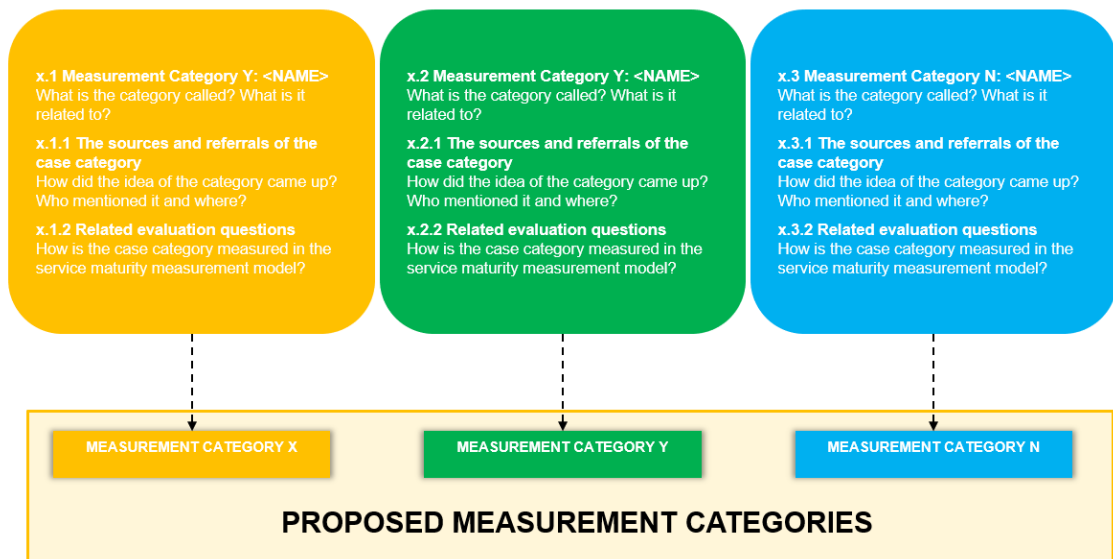 x.1 Measurement Category Y: <NAME>
What is the category called? What is it
related to?
x.1.1 The sources and referrals of the
case category
How did the idea of the category came up?
Who mentioned it and where?
x.1.2 Related evaluation questions
How is the case category measured in the
service maturity measurement model?
x.2 Measurement Category Y: <NAME>
What is the category called? What is it
related to?
x.2.1 The sources and referrals of the
case category
How did the idea of the category came up?
Who mentioned it and where?
x.2.2 Related evaluation questions
How is the case category measured in the
service maturity measurement model?
x.3 Measurement Category N: <NAME>
What is the category called? What is it
related to?
x.3.1 The sources and referrals of the
case category
How did the idea of the category came up?
Who mentioned it and where?
x.3.2 Related evaluation questions
How is the case category measured in the
service maturity measurement model?
MEASUREMENT CATEGORY X
MEASUREMENT CATEGORY Y
MEASUREMENT CATEGORY N
PROPOSED MEASUREMENT CATEGORIES